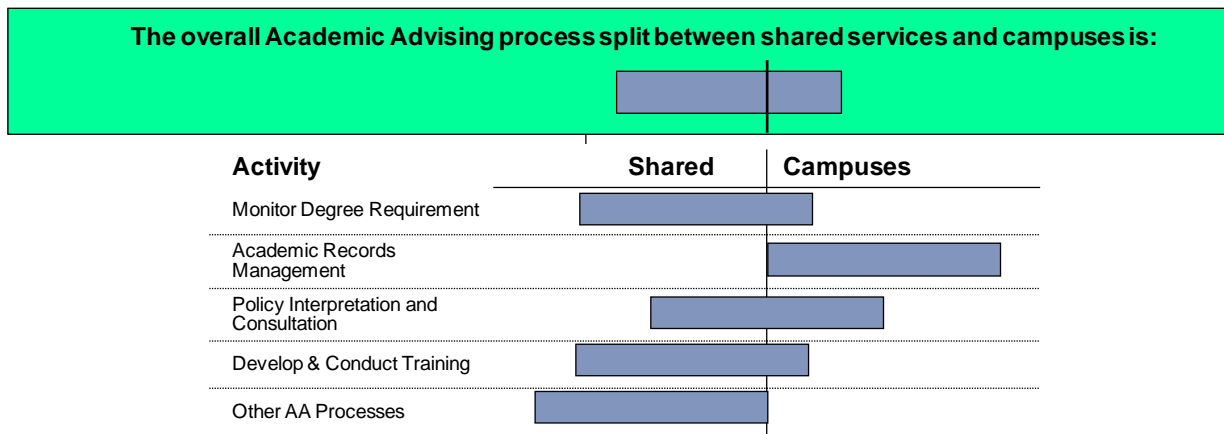 The overall Academic Advising process split between shared services and campuses is:
Activity Shared Campuses
Monitor Degree Requirement
Academic Records
Management
Policy Interpretation and
Consultation
Develop & Conduct Training
Other AA Processes